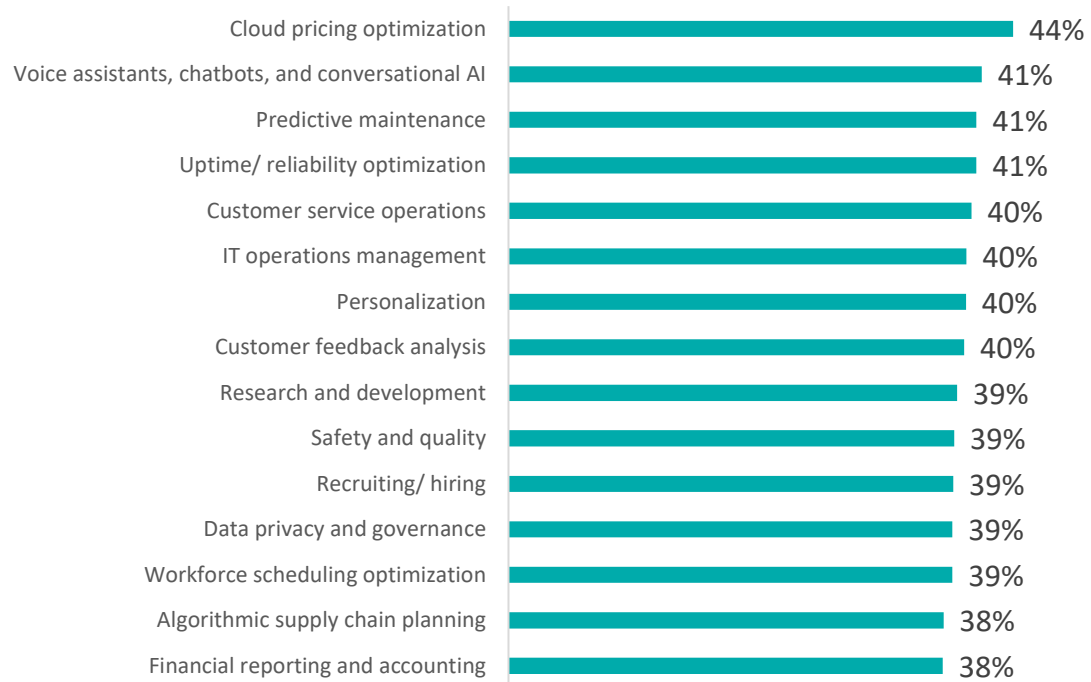 Cloud pricing optimization 44%
Voice assistants, chatbots, and conversational AI 41%
Predictive maintenance 41%
Uptime/ reliability optimization 41%
Customer service operations 40%
IT operations management 40%
Personalization 40%
Customer feedback analysis 40%
Research and development 39%
Safety and quality 39%
Recruiting/ hiring 39%
Data privacy and governance 39%
Workforce scheduling optimization 39%
Algorithmic supply chain planning 38%
Financial reporting and accounting 38%